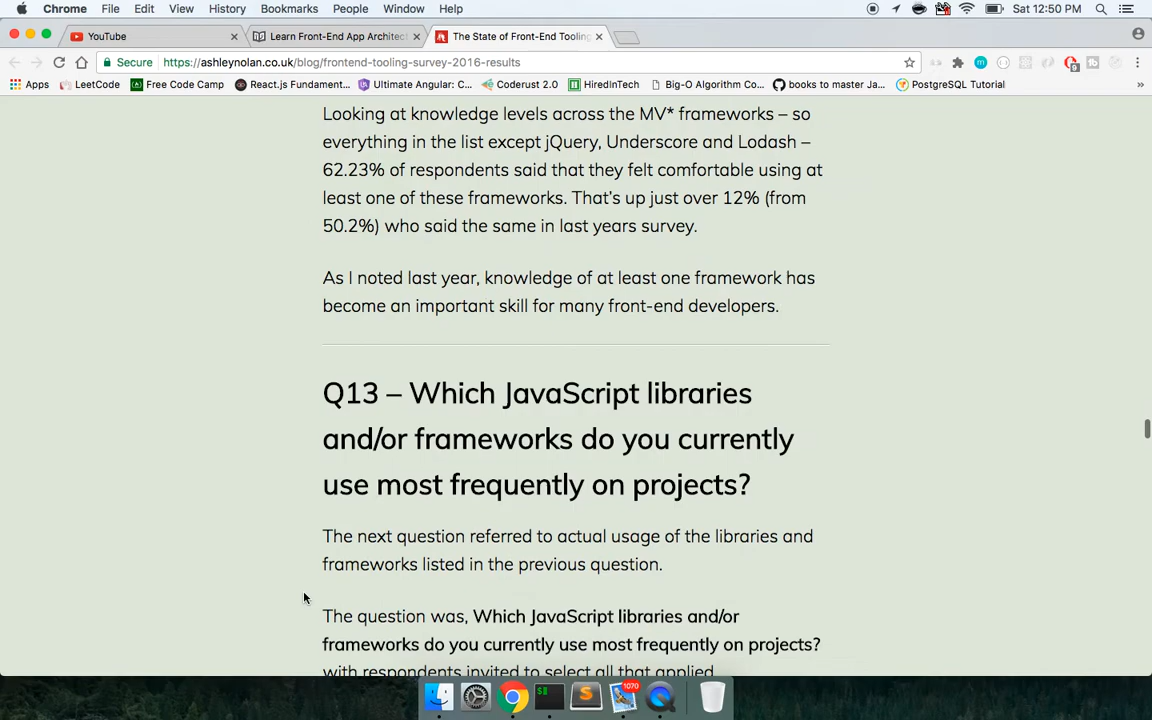 Chrome File Edit View History Bookmarks People Window Help Sat 12:50 PM
YouTube Learn Front-End App Architect The State of Front-End Tooling
Secure https://ashleynolan.co.uk/blog/frontend-tooling-survey-2016-results
Apps LeetCode Free Code Camp React.js Fundament... Ultimate Angular: C... Coderust 2.0 HiredInTech Big-O Algorithm Co... books to master Ja... PostgreSQL Tutorial »
Looking at knowledge levels across the MV* frameworks – so
everything in the list except jQuery, Underscore and Lodash –
62.23% of respondents said that they felt comfortable using at
least one of these frameworks. That's up just over 12% (from
50.2%) who said the same in last years survey.
As I noted last year, knowledge of at least one framework has
become an important skill for many front-end developers.
Q13 – Which JavaScript libraries
and/or frameworks do you currently
use most frequently on projects?
The next question referred to actual usage of the libraries and
frameworks listed in the previous question.
The question was, Which JavaScript libraries and/or
frameworks do you currently use most frequently on projects?
with respondents invited to select all that applied.
1070